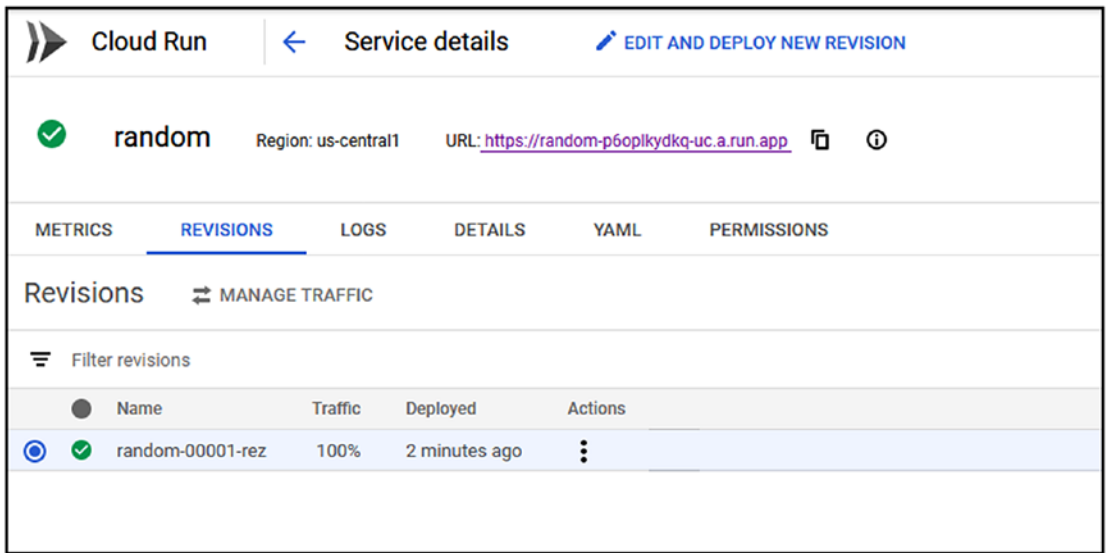 Cloud Run Service details EDIT AND DEPLOY NEW REVISION
random Region: us-central1 URL: https://random-p6oplkydkq-uc.a.run.app
METRICS REVISIONS LOGS DETAILS YAML PERMISSIONS
Revisions MANAGE TRAFFIC
Filter revisions
Name Traffic Deployed Actions
random-00001-rez 100% 2 minutes ago